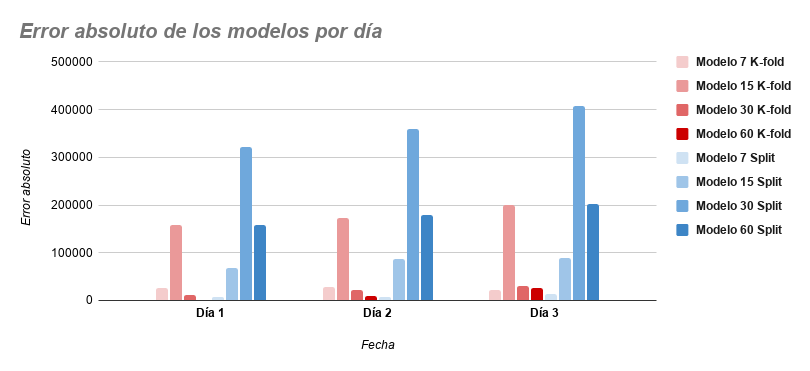 Error absoluto de los modelos por día
500000
400000
300000
200000
100000
0
Error absoluto
Día 1
Día 2
Día 3
Fecha
Modelo 7 K-fold
Modelo 15 K-fold
Modelo 30 K-fold
Modelo 60 K-fold
Modelo 7 Split
Modelo 15 Split
Modelo 30 Split
Modelo 60 Split